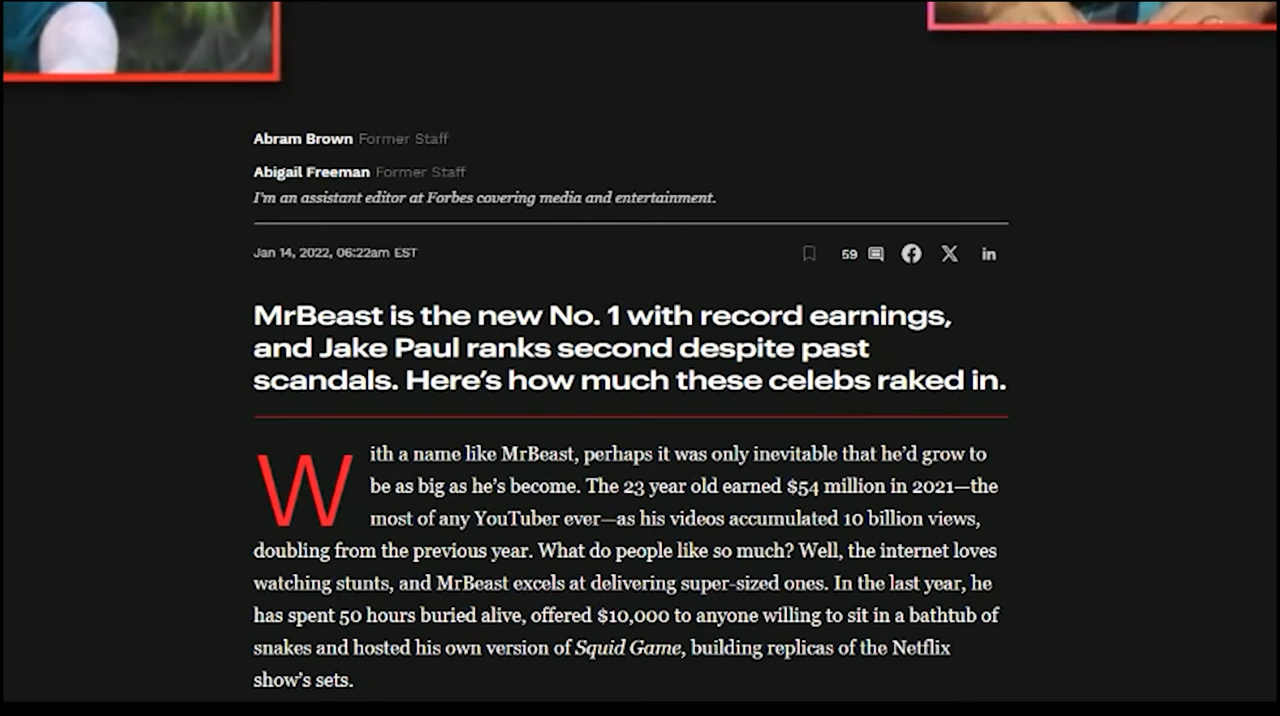 Abram Brown Former Staff
Abigail Freeman Former Staff
I'm an assistant editor at Forbes covering media and entertainment.
Jan 14, 2022, 06:22am EST
59
in
MrBeast is the new No. 1 with record earnings,
and Jake Paul ranks second despite past
scandals. Here's how much these celebs raked in.
With a name like MrBeast, perhaps it was only inevitable that he'd grow to
be as big as he's become. The 23 year old earned $54 million in 2021—the
most of any YouTuber ever—as his videos accumulated 10 billion views,
doubling from the previous year. What do people like so much? Well, the internet loves
watching stunts, and MrBeast excels at delivering super-sized ones. In the last year, he
has spent 50 hours buried alive, offered $10,000 to anyone willing to sit in a bathtub of
snakes and hosted his own version of Squid Game, building replicas of the Netflix
show's sets.